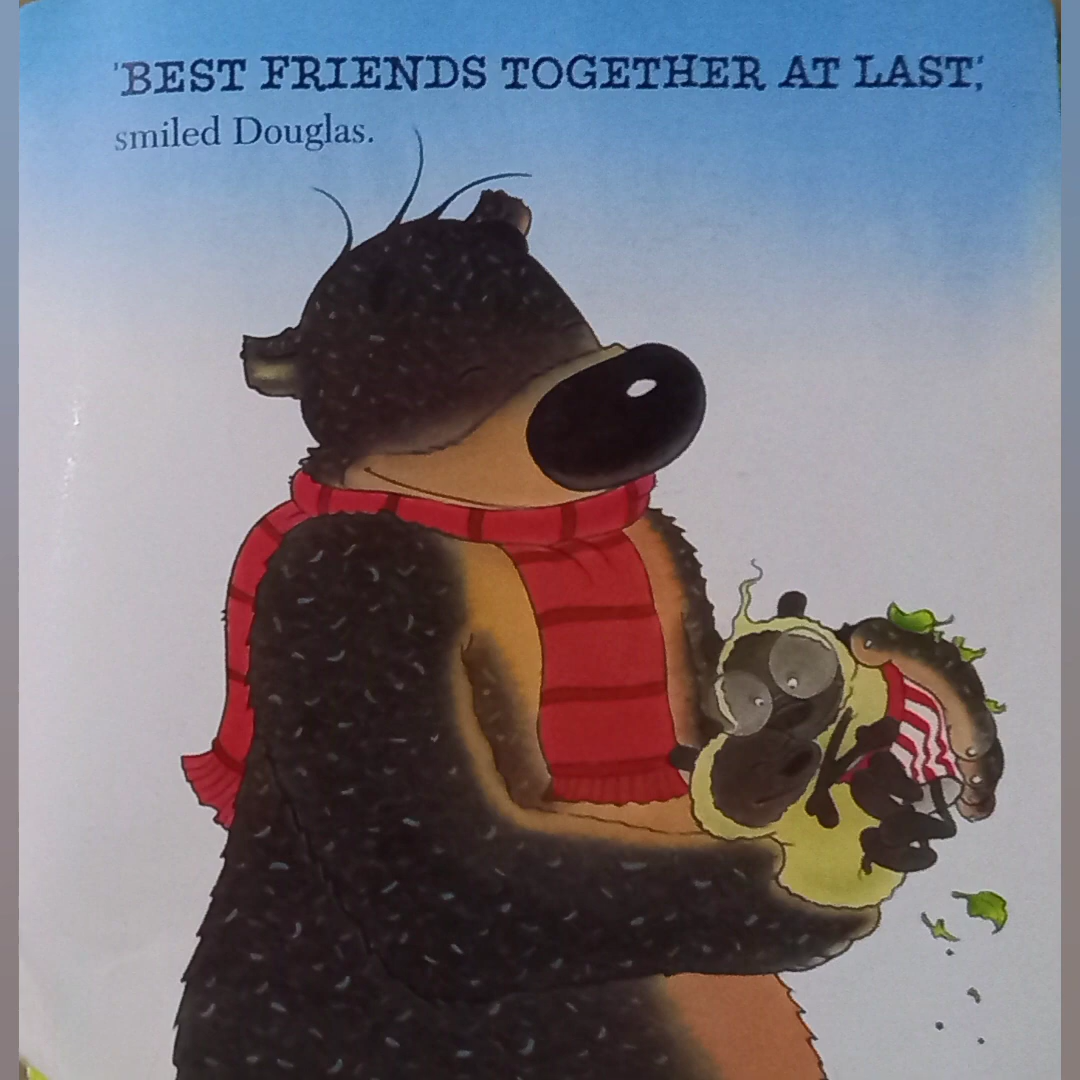 'BEST FRIENDS TOGETHER AT LAST,'
smiled Douglas.